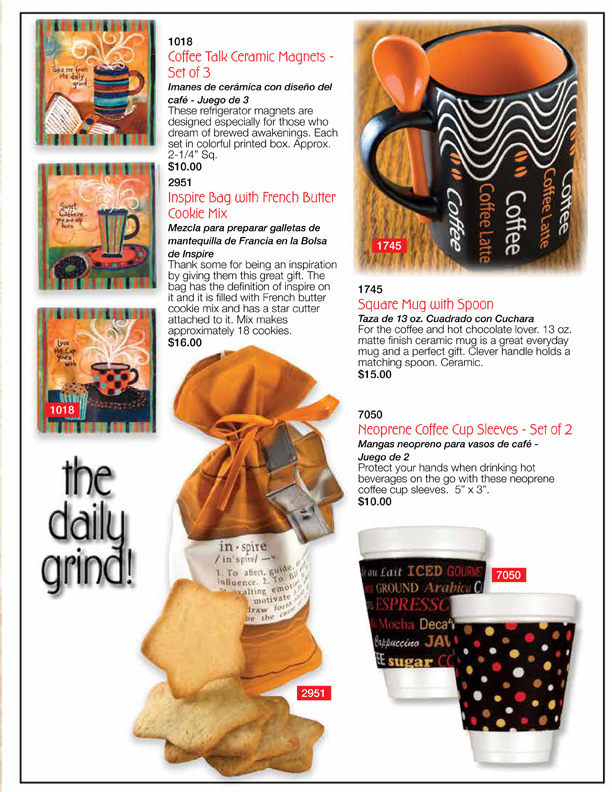 1018
Coffee Talk Ceramic Magnets -
Set of 3
Imanes de cerámica con diseño del
café - Juego de 3
These refrigerator magnets are
designed especially for those who
dream of brewed awakenings. Each
set in colorful printed box. Approx.
2-1/4" Sq.
$10.00
2951
Inspire Bag with French Butter
Cookie Mix
Mezcla para preparar galletas de
mantequilla de Francia en la Bolsa
de Inspire
Thank some for being an inspiration
by giving them this great gift. The
bag has the definition of inspire on
it and it is filled with French butter
cookie mix and has a star cutter
attached to it. Mix makes
approximately 18 cookies.
$16.00
Take me from
the daily
grind
Sweet
Caffeine
you are my
hero
Love
Hot Cup
yours
with
1018
Coffee
Coffee Latte
Coffee
Coffee Latte
Coffee
1745
1745
Square Mug with Spoon
Taza de 13 oz. Cuadrado con Cuchara
For the coffee and hot chocolate lover. 13 oz.
matte finish ceramic mug is a great everyday
mug and a perfect gift. Clever handle holds a
matching spoon. Ceramic.
$15.00
7050
Neoprene Coffee Cup Sleeves - Set of 2
Mangas neopreno para vasos de café -
Juego de 2
Protect your hands when drinking hot
beverages on the go with these neoprene
coffee cup sleeves. 5" x 3".
$10.00
the
daily
grind!
in·spire
/in'spire/ —v.
1. To affect, guide,
influence. 2. To fill
exalting emotion
motivate
draw forth
be the cause
2951
au Lait ICED GOURMET
GROUND Arabica
ESPRESSO
Mocha Deca
Cappuccino JAV
EE sugar CO
7050